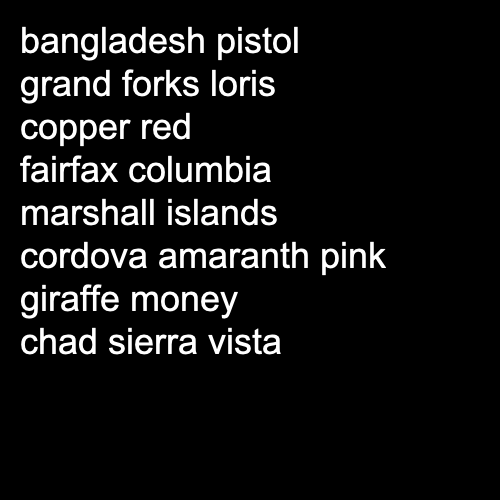 bangladesh pistol
grand forks loris
copper red
fairfax columbia
marshall islands
cordova amaranth pink
giraffe money
chad sierra vista